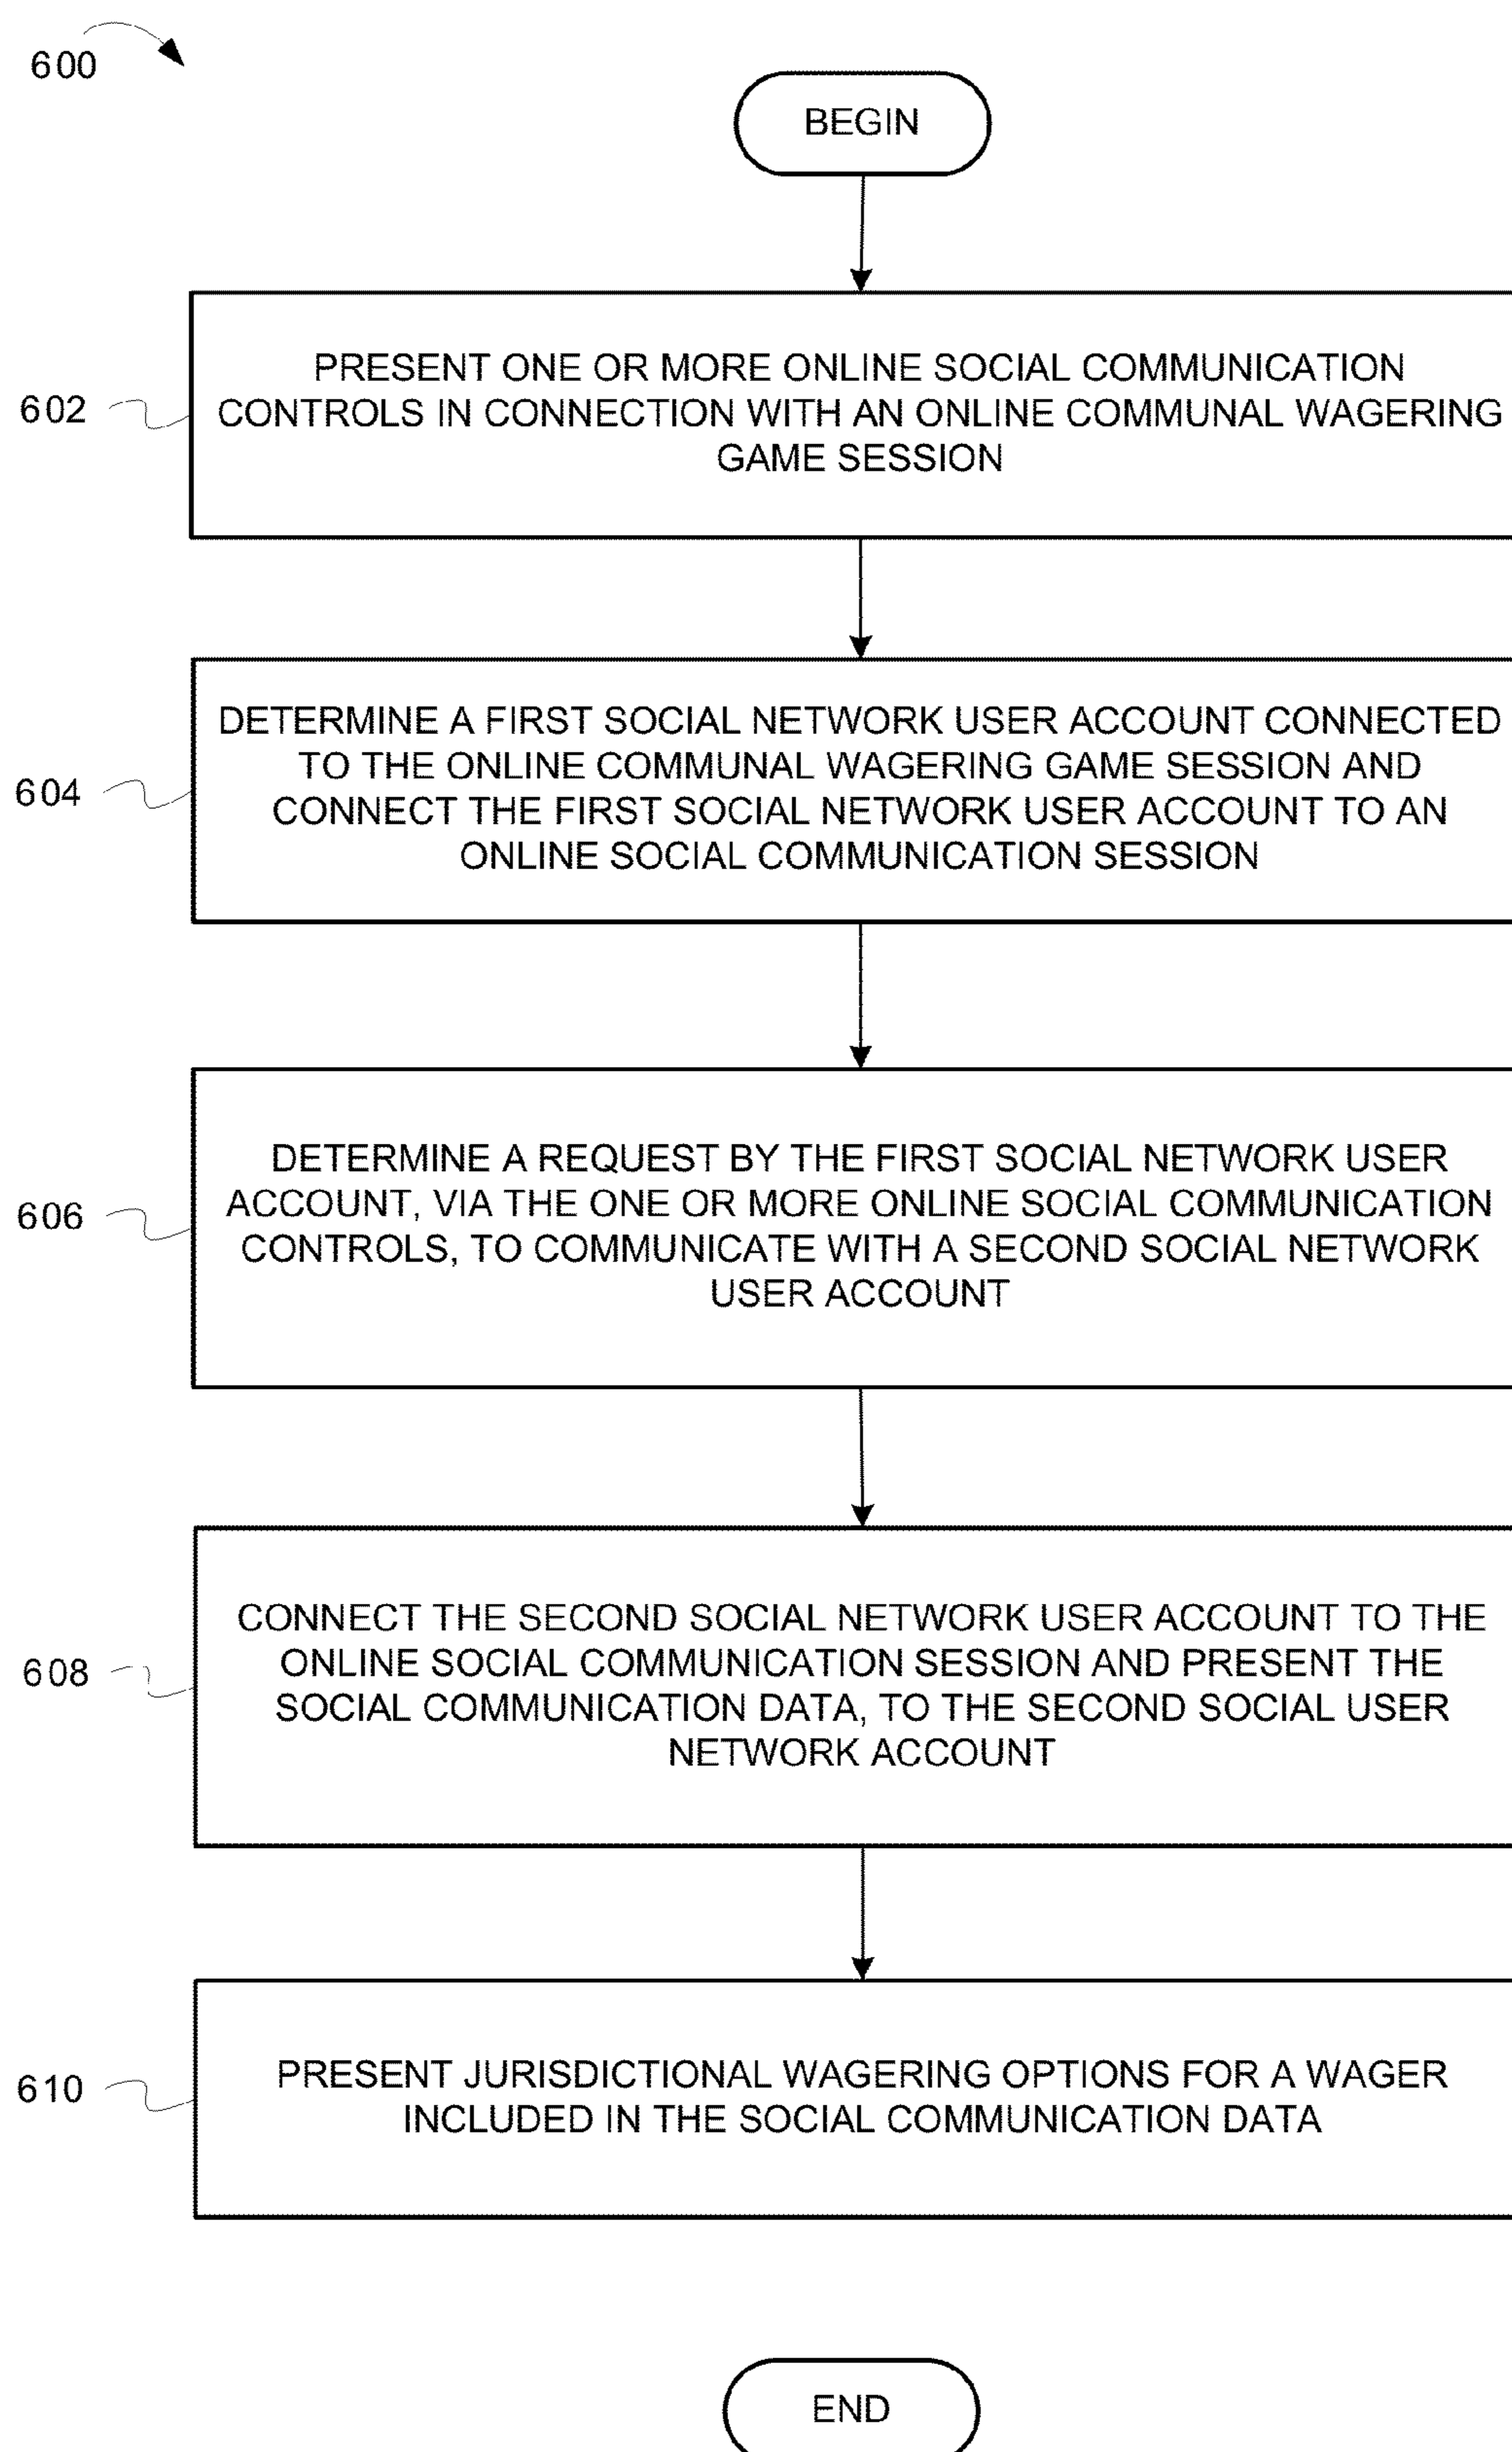 600
BEGIN
602
PRESENT ONE OR MORE ONLINE SOCIAL COMMUNICATION
CONTROLS IN CONNECTION WITH AN ONLINE COMMUNAL WAGERING
GAME SESSION
604
DETERMINE A FIRST SOCIAL NETWORK USER ACCOUNT CONNECTED
TO THE ONLINE COMMUNAL WAGERING GAME SESSION AND
CONNECT THE FIRST SOCIAL NETWORK USER ACCOUNT TO AN
ONLINE SOCIAL COMMUNICATION SESSION
606
DETERMINE A REQUEST BY THE FIRST SOCIAL NETWORK USER
ACCOUNT, VIA THE ONE OR MORE ONLINE SOCIAL COMMUNICATION
CONTROLS, TO COMMUNICATE WITH A SECOND SOCIAL NETWORK
USER ACCOUNT
608
CONNECT THE SECOND SOCIAL NETWORK USER ACCOUNT TO THE
ONLINE SOCIAL COMMUNICATION SESSION AND PRESENT THE
SOCIAL COMMUNICATION DATA, TO THE SECOND SOCIAL USER
NETWORK ACCOUNT
610
PRESENT JURISDICTIONAL WAGERING OPTIONS FOR A WAGER
INCLUDED IN THE SOCIAL COMMUNICATION DATA
END